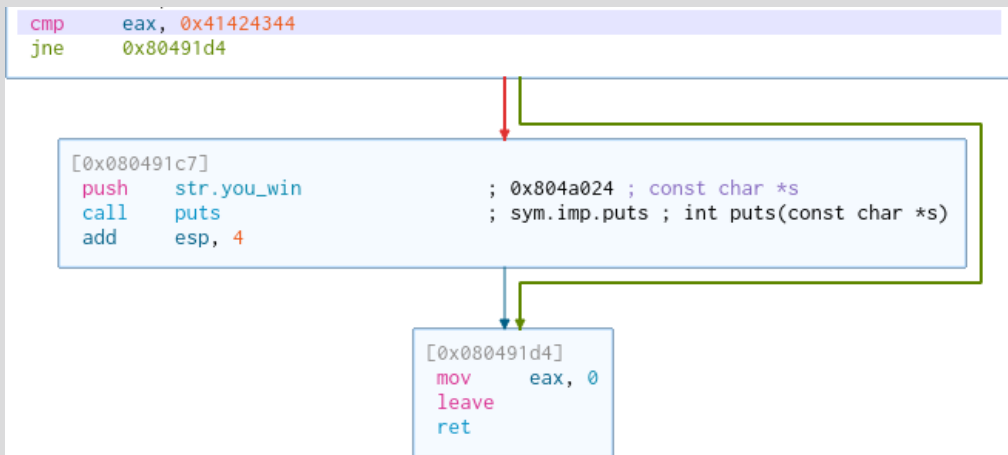 cmp eax, 0x41424344
jne 0x80491d4
[0x080491c7]
push str.you_win ; 0x804a024 ; const char *s
call puts ; sym.imp.puts ; int puts(const char *s)
add esp, 4
[0x080491d4]
mov eax, 0
leave
ret